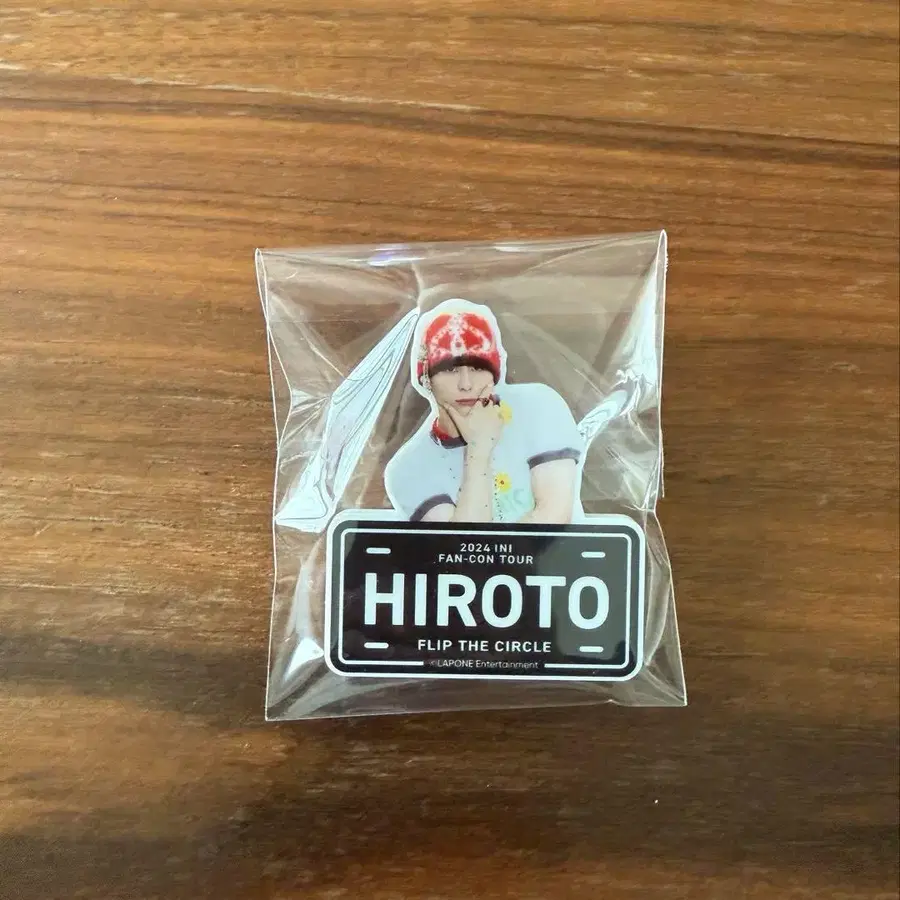 2024 INI
FAN-CON TOUR
HIROTO
FLIP THE CIRCLE
©LAPONE Entertainment